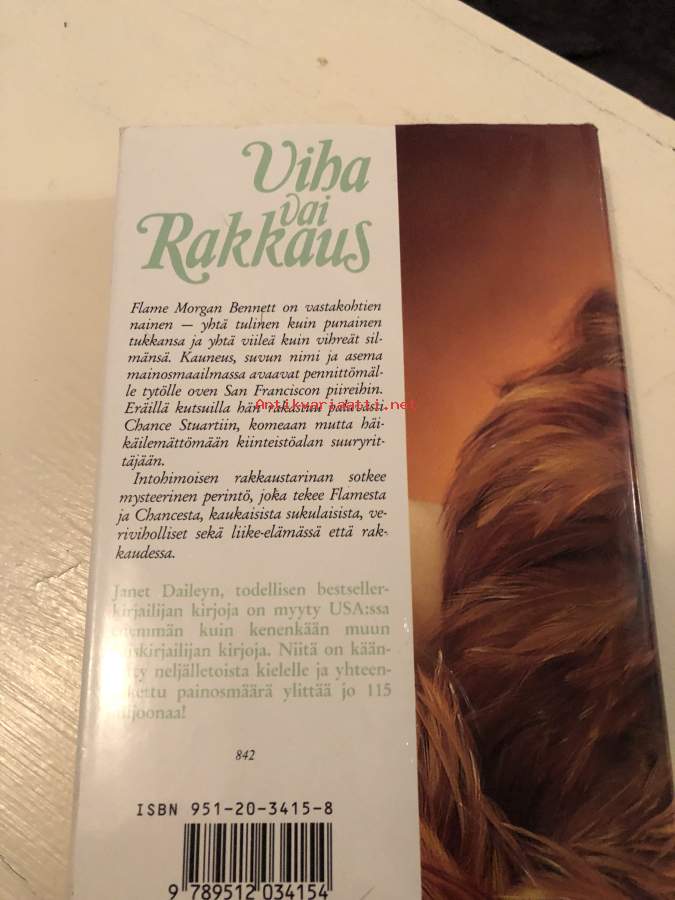 Viha
vai
Rakkaus
Flame Morgan Bennett on vastakohtien
nainen — yhtä tulinen kuin punainen
tukkansa ja yhtä viileä kuin vihreät sil-
mänsä. Kauneus, suvun nimi ja asema
mainosmaailmassa avaavat pennittömäl-
le tytölle oven San Franciscon piireihin.
Antikvariaatti.net
Eräillä kutsuilla hän rakastuu palavasti
Chance Stuartiin, komeaan mutta häi-
käilemättömään kiinteistöalan suuryrit-
täjään.
Intohimoisen rakkaustarinan sotkee
mysteerinen perintö, joka tekee Flamesta
ja Chancesta, kaukaisista sukulaisista, ve-
riviholliset sekä liike-elämässä että rak-
kaudessa.
Janet Daileyn, todellisen bestseller-
kirjailijan kirjoja on myyty USA:ssa
enemmän kuin kenenkään muun
kirjoja. Niitä on kään-
neljälletoista kielelle ja yhteen-
painosmäärä ylittää jo 115
842
ISBN 951-20-3415-8
9 789512 034154